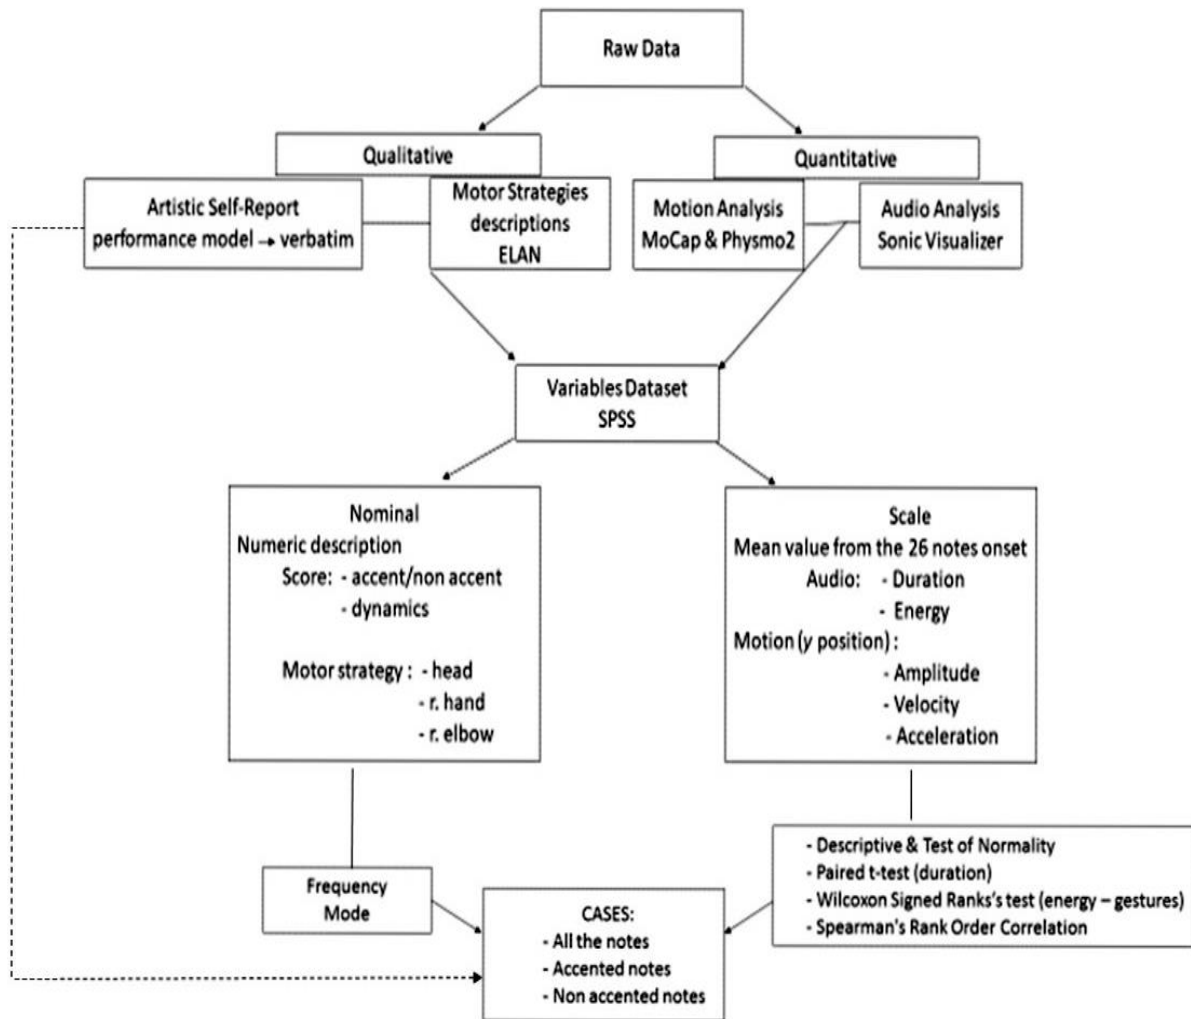 Raw Data
Qualitative
Quantitative
Artistic Self-Report
performance model → verbatim
Motor Strategies
descriptions
ELAN
Motion Analysis
MoCap & Physmo2
Audio Analysis
Sonic Visualizer
Variables Dataset
SPSS
Nominal
Numeric description
Score: - accent/non accent
- dynamics
Motor strategy : - head
- r. hand
- r. elbow
Scale
Mean value from the 26 notes onset
Audio: - Duration
- Energy
Motion (y position) :
- Amplitude
- Velocity
- Acceleration
Frequency
Mode
- Descriptive & Test of Normality
- Paired t-test (duration)
- Wilcoxon Signed Ranks's test (energy – gestures)
- Spearman's Rank Order Correlation
CASES:
- All the notes
- Accented notes
- Non accented notes